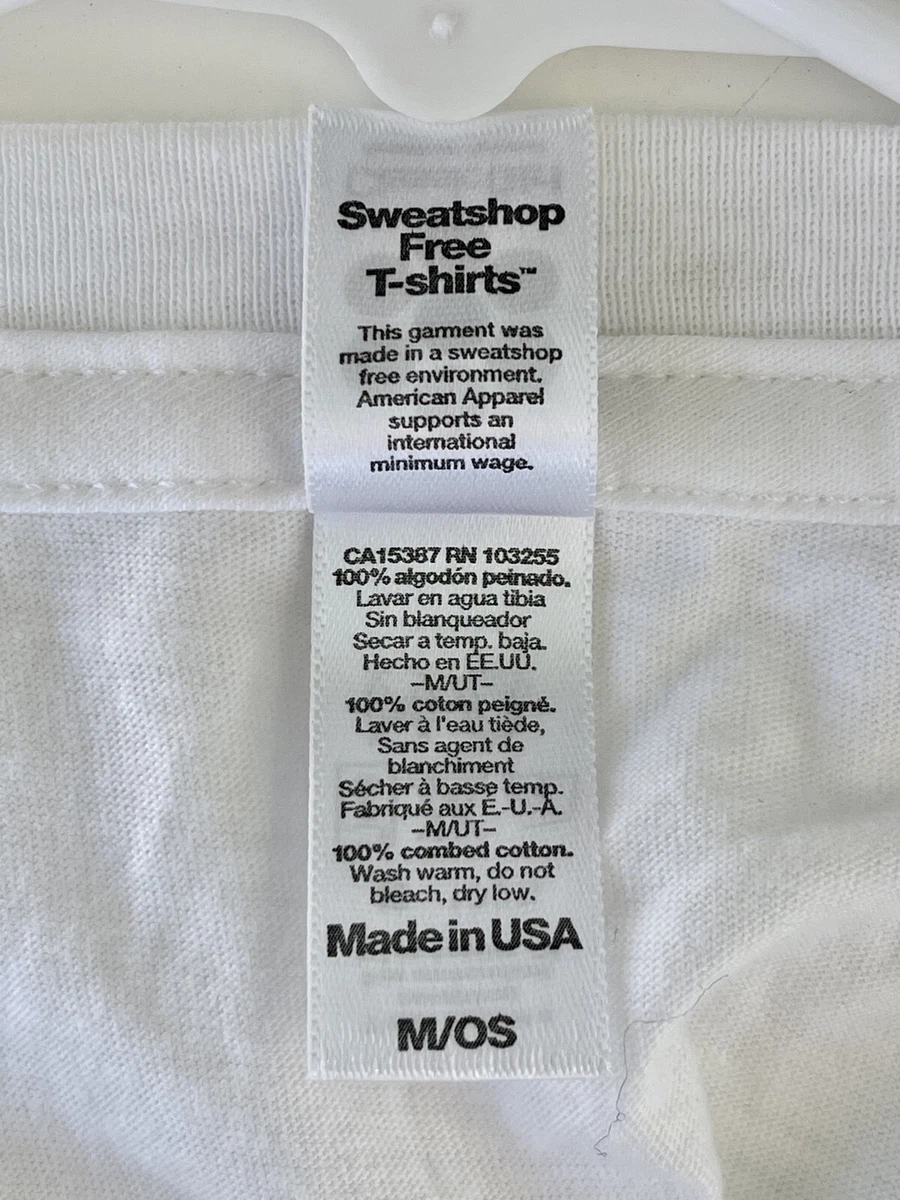 Sweatshop
Free
T-shirts™
This garment was
made in a sweatshop
free environment.
American Apparel
supports an
international
minimum wage.
CA15387 RN 103255
100% algodón peinado.
Lavar en agua tibia
Sin blanqueador
Secar a temp. baja.
Hecho en EE.UU.
–M/UT–
100% coton peigné.
Laver à l'eau tiède,
Sans agent de
blanchiment
Sécher à basse temp.
Fabriqué aux É.-U.-A.
–M/UT–
100% combed cotton.
Wash warm, do not
bleach, dry low.
Made in USA
M/OS